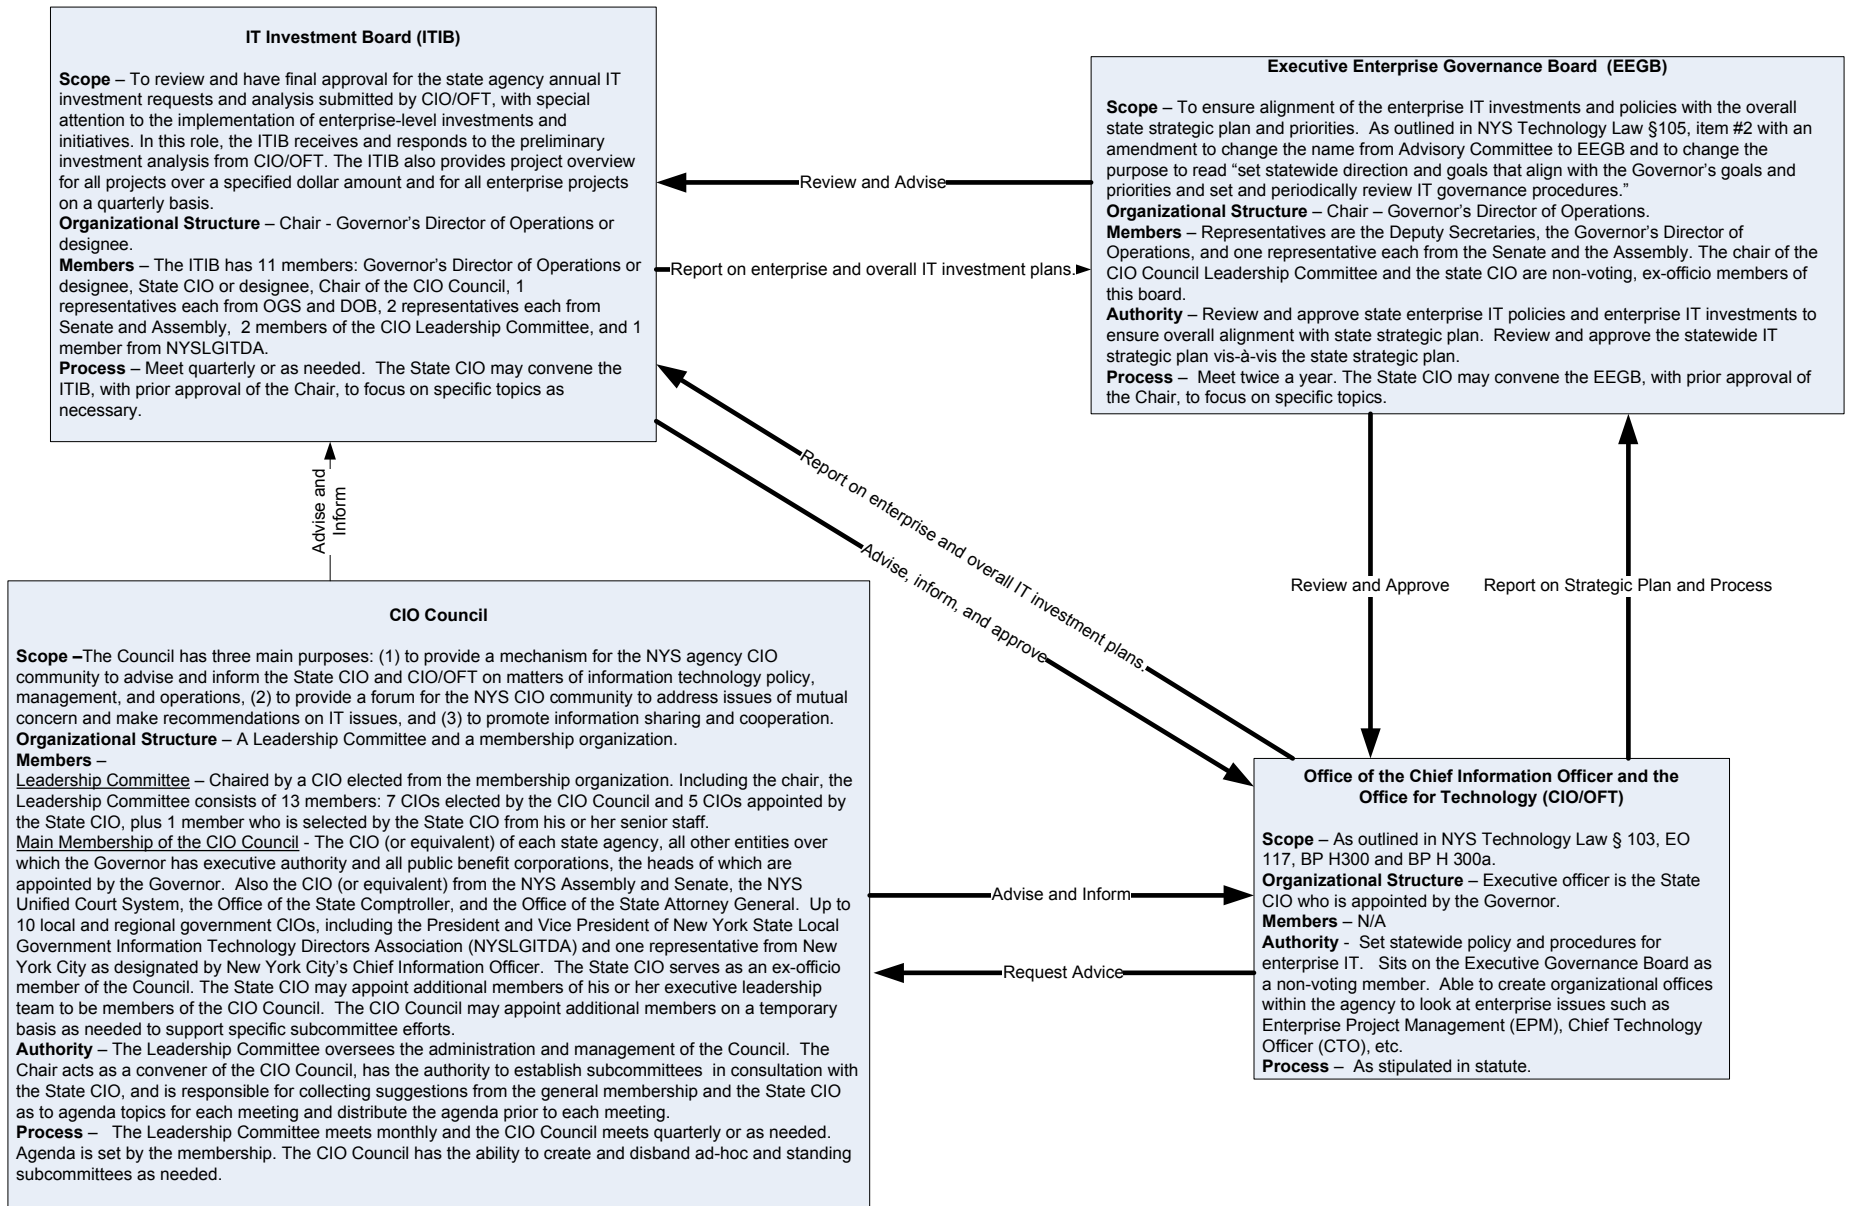 IT Investment Board (ITIB)
Scope – To review and have final approval for the state agency annual IT
investment requests and analysis submitted by CIO/OFT, with special
attention to the implementation of enterprise-level investments and
initiatives. In this role, the ITIB receives and responds to the preliminary
investment analysis from CIO/OFT. The ITIB also provides project overview
for all projects over a specified dollar amount and for all enterprise projects
on a quarterly basis.
Organizational Structure – Chair - Governor's Director of Operations or
designee.
Members – The ITIB has 11 members: Governor's Director of Operations or
designee, State CIO or designee, Chair of the CIO Council, 1
representatives each from OGS and DOB, 2 representatives each from
Senate and Assembly,  2 members of the CIO Leadership Committee, and 1
member from NYSLGITDA.
Process – Meet quarterly or as needed.  The State CIO may convene the
ITIB, with prior approval of the Chair, to focus on specific topics as
necessary.
Executive Enterprise Governance Board  (EEGB)
Scope – To ensure alignment of the enterprise IT investments and policies with the overall
state strategic plan and priorities.  As outlined in NYS Technology Law §105, item #2 with an
amendment to change the name from Advisory Committee to EEGB and to change the
purpose to read “set statewide direction and goals that align with the Governor's goals and
priorities and set and periodically review IT governance procedures.”
Organizational Structure – Chair – Governor's Director of Operations.
Members – Representatives are the Deputy Secretaries, the Governor's Director of
Operations, and one representative each from the Senate and the Assembly. The chair of the
CIO Council Leadership Committee and the state CIO are non-voting, ex-officio members of
this board.
Authority – Review and approve state enterprise IT policies and enterprise IT investments to
ensure overall alignment with state strategic plan.  Review and approve the statewide IT
strategic plan vis-à-vis the state strategic plan.
Process –  Meet twice a year. The State CIO may convene the EEGB, with prior approval of
the Chair, to focus on specific topics.
Review and Advise
Report on enterprise and overall IT investment plans.
Advise and
Inform
Report on enterprise and overall IT investment plans.
Advise, inform, and approve
Review and Approve
Report on Strategic Plan and Process
CIO Council
Scope –The Council has three main purposes: (1) to provide a mechanism for the NYS agency CIO
community to advise and inform the State CIO and CIO/OFT on matters of information technology policy,
management, and operations, (2) to provide a forum for the NYS CIO community to address issues of mutual
concern and make recommendations on IT issues, and (3) to promote information sharing and cooperation.
Organizational Structure – A Leadership Committee and a membership organization.
Members –
Leadership Committee – Chaired by a CIO elected from the membership organization. Including the chair, the
Leadership Committee consists of 13 members: 7 CIOs elected by the CIO Council and 5 CIOs appointed by
the State CIO, plus 1 member who is selected by the State CIO from his or her senior staff.
Main Membership of the CIO Council - The CIO (or equivalent) of each state agency, all other entities over
which the Governor has executive authority and all public benefit corporations, the heads of which are
appointed by the Governor.  Also the CIO (or equivalent) from the NYS Assembly and Senate, the NYS
Unified Court System, the Office of the State Comptroller, and the Office of the State Attorney General.  Up to
10 local and regional government CIOs, including the President and Vice President of New York State Local
Government Information Technology Directors Association (NYSLGITDA) and one representative from New
York City as designated by New York City's Chief Information Officer.  The State CIO serves as an ex-officio
member of the Council. The State CIO may appoint additional members of his or her executive leadership
team to be members of the CIO Council.  The CIO Council may appoint additional members on a temporary
basis as needed to support specific subcommittee efforts.
Authority – The Leadership Committee oversees the administration and management of the Council.  The
Chair acts as a convener of the CIO Council, has the authority to establish subcommittees  in consultation with
the State CIO, and is responsible for collecting suggestions from the general membership and the State CIO
as to agenda topics for each meeting and distribute the agenda prior to each meeting.
Process –   The Leadership Committee meets monthly and the CIO Council meets quarterly or as needed.
Agenda is set by the membership. The CIO Council has the ability to create and disband ad-hoc and standing
subcommittees as needed.
Advise and Inform
Request Advice
Office of the Chief Information Officer and the
Office for Technology (CIO/OFT)
Scope – As outlined in NYS Technology Law § 103, EO
117, BP H300 and BP H 300a.
Organizational Structure – Executive officer is the State
CIO who is appointed by the Governor.
Members – N/A
Authority -  Set statewide policy and procedures for
enterprise IT.   Sits on the Executive Governance Board as
a non-voting member.  Able to create organizational offices
within the agency to look at enterprise issues such as
Enterprise Project Management (EPM), Chief Technology
Officer (CTO), etc.
Process –  As stipulated in statute.